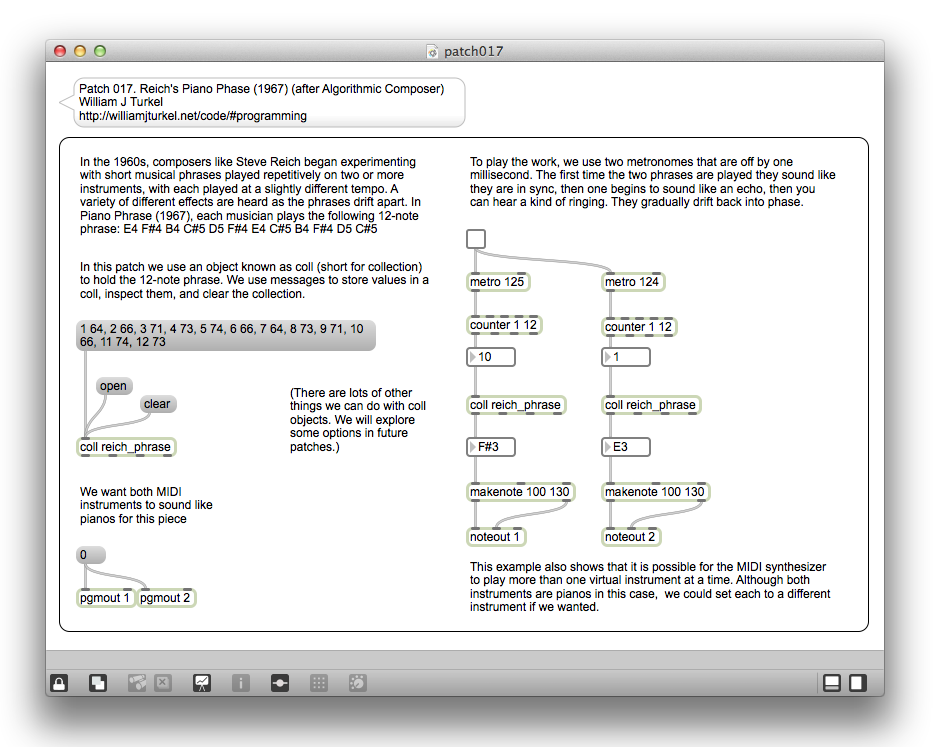 patch017
Patch 017. Reich's Piano Phase (1967) (after Algorithmic Composer)
William J Turkel
http://williamjturkel.net/code/#programming
In the 1960s, composers like Steve Reich began experimenting
with short musical phrases played repetitively on two or more
instruments, with each played at a slightly different tempo. A
variety of different effects are heard as the phrases drift apart. In
Piano Phrase (1967), each musician plays the following 12-note
phrase: E4 F#4 B4 C#5 D5 F#4 E4 C#5 B4 F#4 D5 C#5
In this patch we use an object known as coll (short for collection)
to hold the 12-note phrase. We use messages to store values in a
coll, inspect them, and clear the collection.
1 64, 2 66, 3 71, 4 73, 5 74, 6 66, 7 64, 8 73, 9 71, 10
66, 11 74, 12 73
open
clear
coll reich_phrase
(There are lots of other
things we can do with coll
objects. We will explore
some options in future
patches.)
We want both MIDI
instruments to sound like
pianos for this piece
0
pgmout 1
pgmout 2
To play the work, we use two metronomes that are off by one
millisecond. The first time the two phrases are played they sound like
they are in sync, then one begins to sound like an echo, then you
can hear a kind of ringing. They gradually drift back into phase.
metro 125
metro 124
counter 1 12
counter 1 12
10
1
coll reich_phrase
coll reich_phrase
F#3
E3
makenote 100 130
makenote 100 130
noteout 1
noteout 2
This example also shows that it is possible for the MIDI synthesizer
to play more than one virtual instrument at a time. Although both
instruments are pianos in this case, we could set each to a different
instrument if we wanted.